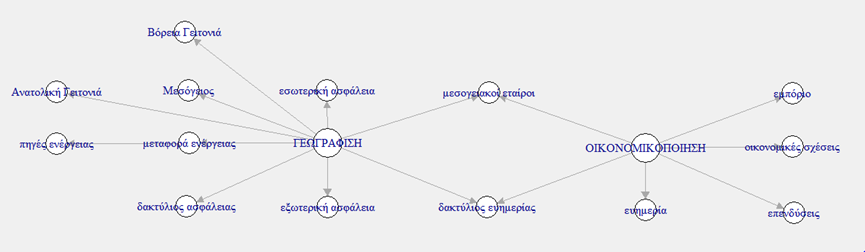 Βόρεια Γειτονιά
Ανατολική Γειτονιά
Μεσόγειος
εσωτερική ασφάλεια
μεσογειακοί εταίροι
εμπόριο
πηγές ενέργειας
μεταφορά ενέργειας
ΓΕΩΓΡΑΦΙΣΗ
ΟΙΚΟΝΟΜΙΚΟΠΟΙΗΣΗ
οικονομικές σχέσεις
δακτύλιος ασφάλειας
εξωτερική ασφάλεια
δακτύλιος ευημερίας
ευημερία
επενδύσεις